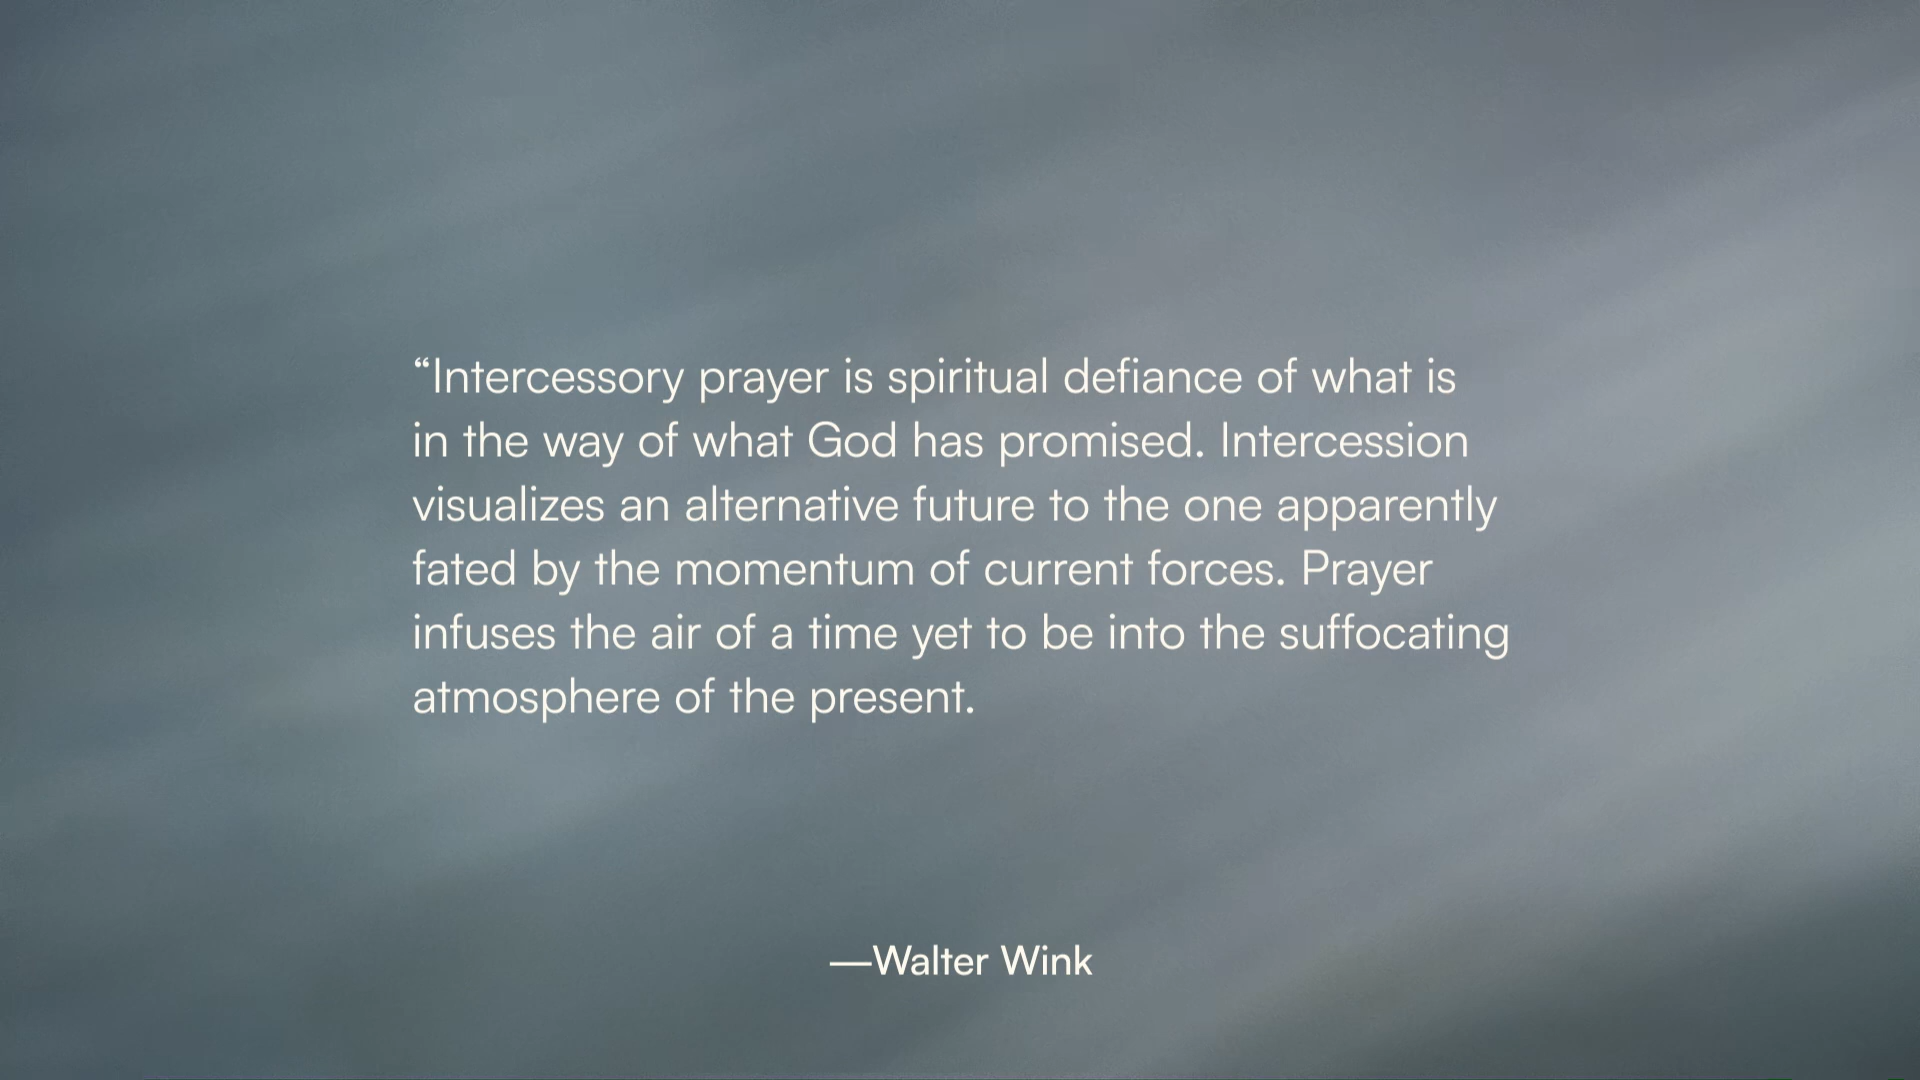 “Intercessory prayer is spiritual defiance of what is
in the way of what God has promised. Intercession
visualizes an alternative future to the one apparently
fated by the momentum of current forces. Prayer
infuses the air of a time yet to be into the suffocating
atmosphere of the present.
—Walter Wink